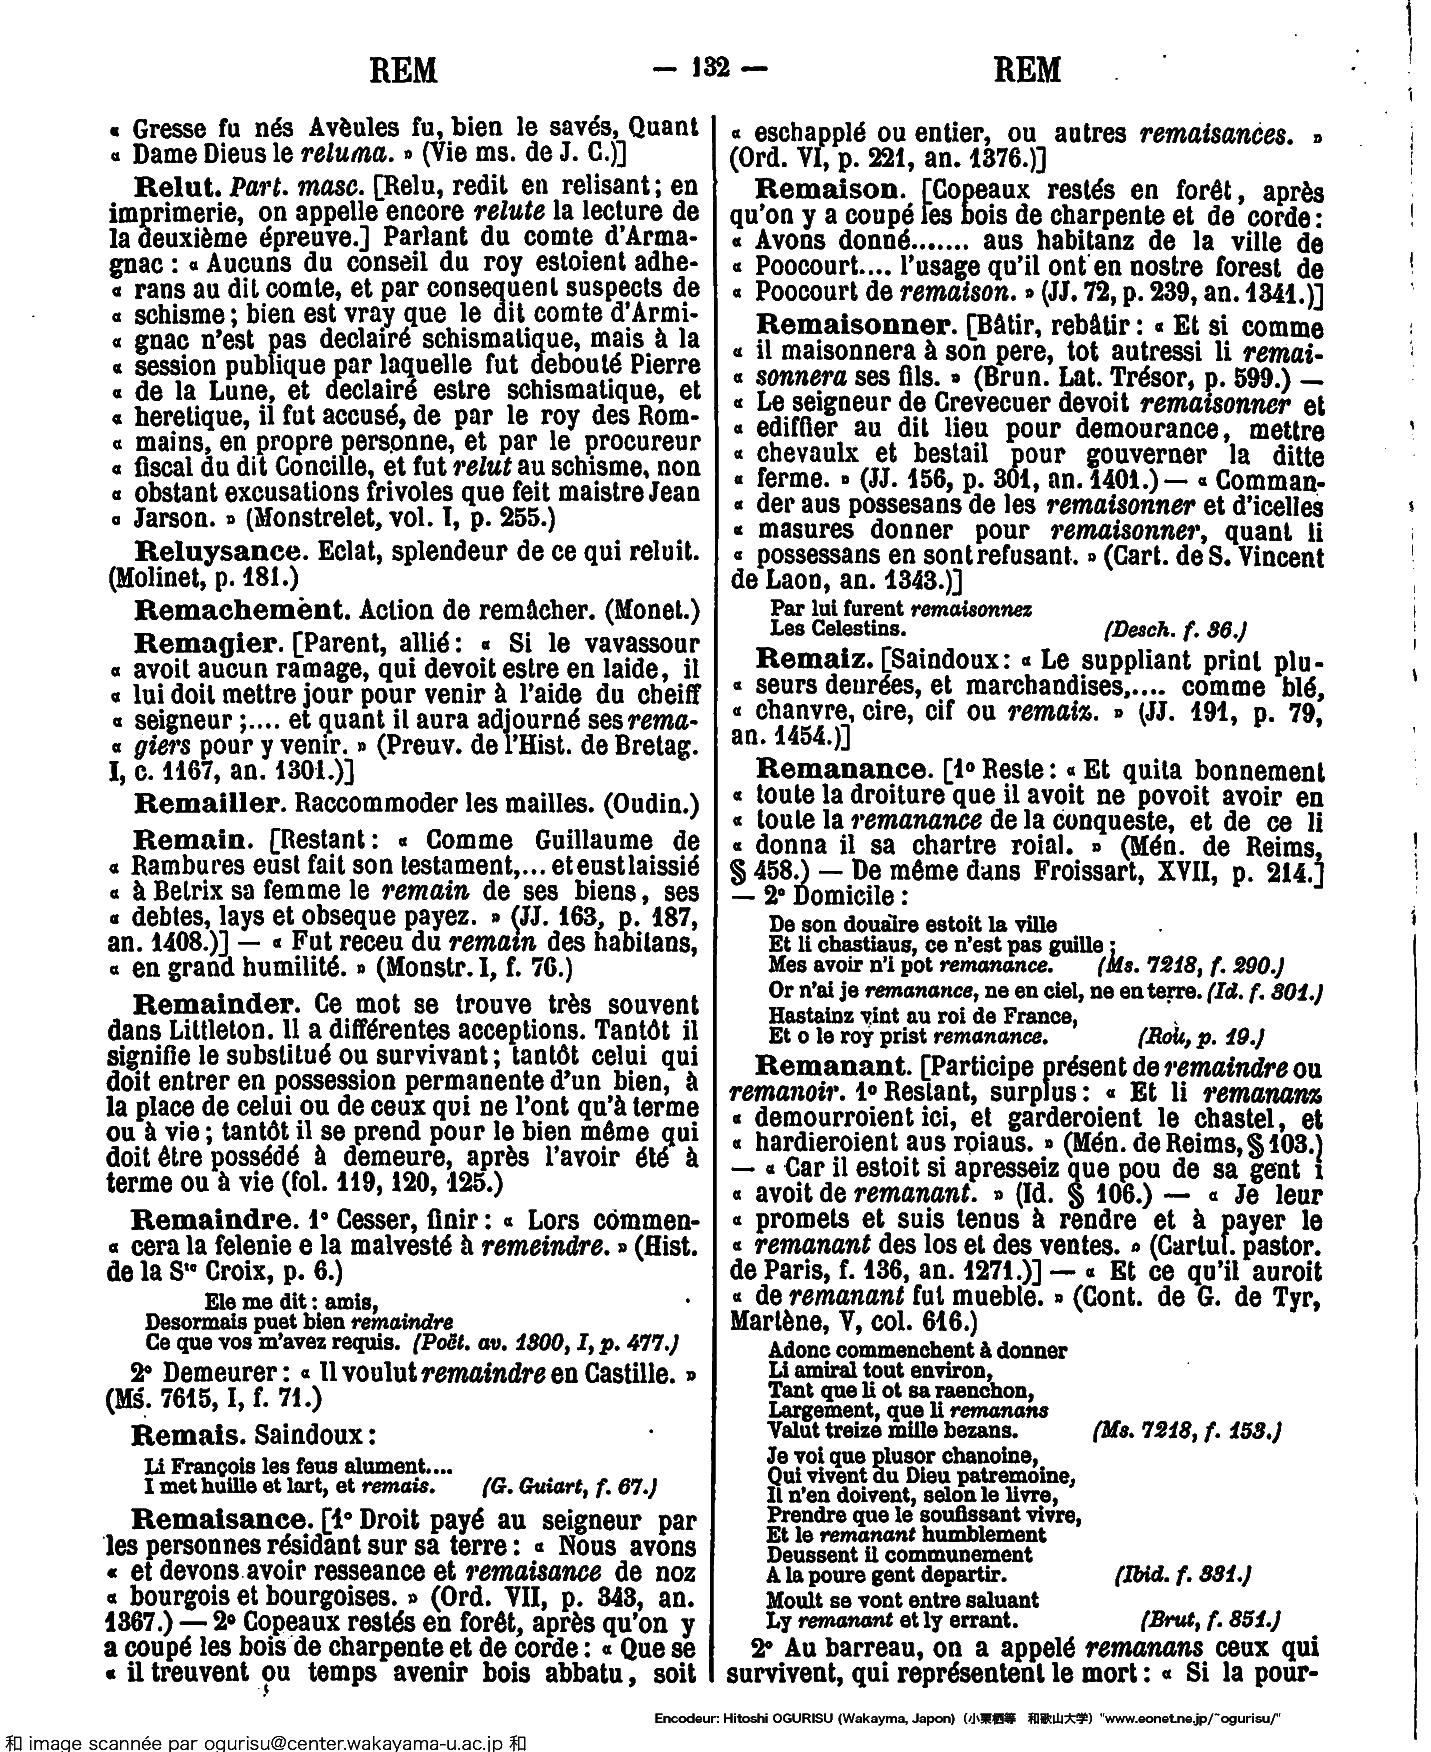 REM — 132 — REM
« Gresse fu nés Avèules fu, bien le savés, Quant
« Dame Dieus le reluma. » (Vie ms. de J. C.)]
Relut. Part. masc. [Relu, redit en relisant; en
imprimerie, on appelle encore relute la lecture de
la deuxième épreuve.] Parlant du comte d'Arma-
gnac : « Aucuns du conseil du roy estoient adhe-
« rans au dit comte, et par consequent suspects de
« schisme; bien est vray que le dit comte d'Armi-
« gnac n'est pas declairé schismatique, mais à la
« session publique par laquelle fut debouté Pierre
« de la Lune, et declairé estre schismatique, et
« heretique, il fut accusé, de par le roy des Rom-
« mains, en propre personne, et par le procureur
« fiscal du dit Concille, et fut relut au schisme, non
« obstant excusations frivoles que feit maistre Jean
« Jarson. » (Monstrelet, vol. I, p. 255.)
Reluysance. Eclat, splendeur de ce qui reluit.
(Molinet, p. 181.)
Remachemènt. Action de remâcher. (Monet.)
Remagier. [Parent, allié : « Si le vavassour
« avoit aucun ramage, qui devoit estre en laide, il
« lui doit mettre jour pour venir à l'aide du cheiff
« seigneur ;.... et quant il aura adjourné ses rema-
« giers pour y venir. » (Preuv. de l'Hist. de Bretag.
I, c. 1167, an. 1301.)]
Remailler. Raccommoder les mailles. (Oudin.)
Remain. [Restant : « Comme Guillaume de
« Rambures eust fait son testament,... et eust laissié
« à Betrix sa femme le remain de ses biens, ses
« debtes, lays et obseque payez. » (JJ. 163, p. 187,
an. 1408.)] — « Fut receu du remain des habitans,
« en grand humilité. » (Monstr. I, f. 76.)
Remainder. Ce mot se trouve très souvent
dans Littleton. Il a différentes acceptions. Tantôt il
signifie le substitué ou survivant; tantôt celui qui
doit entrer en possession permanente d'un bien, à
la place de celui ou de ceux qui ne l'ont qu'à terme
ou à vie; tantôt il se prend pour le bien même qui
doit être possédé à demeure, après l'avoir été à
terme ou à vie (fol. 119, 120, 125.)
Remaindre. 1° Cesser, finir : « Lors commen-
« cera la felenie e la malvesté à remeindre. » (Hist.
de la Ste Croix, p. 6.)
Ele me dit : amis,
Desormais puet bien remaindre
Ce que vos m'avez requis. (Poët. av. 1300, I, p. 477.)
2° Demeurer : « Il voulut remaindre en Castille. »
(Ms. 7615, I, f. 71.)
Remais. Saindoux :
Li François les feus alument....
I met huille et lart, et remais. (G. Guiart, f. 67.)
Remaisance. [1° Droit payé au seigneur par
les personnes résidant sur sa terre : « Nous avons
« et devons avoir resseance et remaisance de noz
« bourgois et bourgoises. » (Ord. VII, p. 343, an.
1367.) — 2° Copeaux restés en forêt, après qu'on y
a coupé les bois de charpente et de corde : « Que se
« il treuvent ou temps avenir bois abbatu, soit
« eschapplé ou entier, ou autres remaisances. »
(Ord. VI, p. 221, an. 1376.)]
Remaison. [Copeaux restés en forêt, après
qu'on y a coupé les bois de charpente et de corde :
« Avons donné....... aus habitanz de la ville de
« Poocourt.... l'usage qu'il ont en nostre forest de
« Poocourt de remaison. » (JJ. 72, p. 239, an. 1341.)]
Remaisonner. [Bâtir, rebâtir : « Et si comme
« il maisonnera à son pere, tot autressi li remai-
« sonnera ses fils. » (Brun. Lat. Trésor, p. 599.) —
« Le seigneur de Crevecuer devoit remaisonner et
« ediffier au dit lieu pour demourance, mettre
« chevaulx et bestail pour gouverner la ditte
« ferme. » (JJ. 156, p. 301, an. 1401.) — « Comman-
« der aus possesans de les remaisonner et d'icelles
« masures donner pour remaisonner, quant li
« possessans en sont refusant. » (Cart. de S. Vincent
de Laon, an. 1343.)]
Par lui furent remaisonnez
Les Celestins. (Desch. f. 36.)
Remaiz. [Saindoux : « Le suppliant print plu-
« seurs deurées, et marchandises,.... comme blé,
« chanvre, cire, cif ou remaiz. » (JJ. 191, p. 79,
an. 1454.)]
Remanance. [1° Reste : « Et quita bonnement
« toute la droiture que il avoit ne povoit avoir en
« toute la remanance de la conqueste, et de ce li
« donna il sa chartre roial. » (Mén. de Reims,
§ 458.) — De même dans Froissart, XVII, p. 214.]
— 2° Domicile :
De son douaire estoit la ville
Et li chastiaus, ce n'est pas guille ;
Mes avoir n'i pot remanance. (Ms. 7218, f. 290.)
Or n'ai je remanance, ne en ciel, ne en terre. (Id. f. 301.)
Hastainz vint au roi de France,
Et o le roy prist remanance. (Rou, p. 19.)
Remanant. [Participe présent de remaindre ou
remanoir. 1° Restant, surplus : « Et li remananz
« demourroient ici, et garderoient le chastel, et
« hardieroient aus roiaus. » (Mén. de Reims, § 103.)
— « Car il estoit si apresseiz que pou de sa gent i
« avoit de remanant. » (Id. § 106.) — « Je leur
« promets et suis tenus à rendre et à payer le
« remanant des los et des ventes. » (Cartul. pastor.
de Paris, f. 136, an. 1271.)] — « Et ce qu'il auroit
« de remanant fut mueble. » (Cont. de G. de Tyr,
Martène, V, col. 616.)
Adonc commenchent à donner
Li amiral tout environ,
Tant que li ot sa raenchon,
Largement, que li remanans
Valut treize mille bezans. (Ms. 7218, f. 153.)
Je voi que plusor chanoine,
Qui vivent du Dieu patremoine,
Il n'en doivent, selon le livre,
Prendre que le soufissant vivre,
Et le remanant humblement
Deussent il communement
A la poure gent departir. (Ibid. f. 331.)
Moult se vont entre saluant
Ly remanant et ly errant. (Brut, f. 851.)
2° Au barreau, on a appelé remanans ceux qui
survivent, qui représentent le mort : « Si la pour-
Encodeur: Hitoshi OGURISU (Wakayma, Japon) (小栗栖等 和歌山大学) "www.eonet.ne.jp/~ogurisu/"
和 image scannée par ogurisu@center.wakayama-u.ac.jp 和